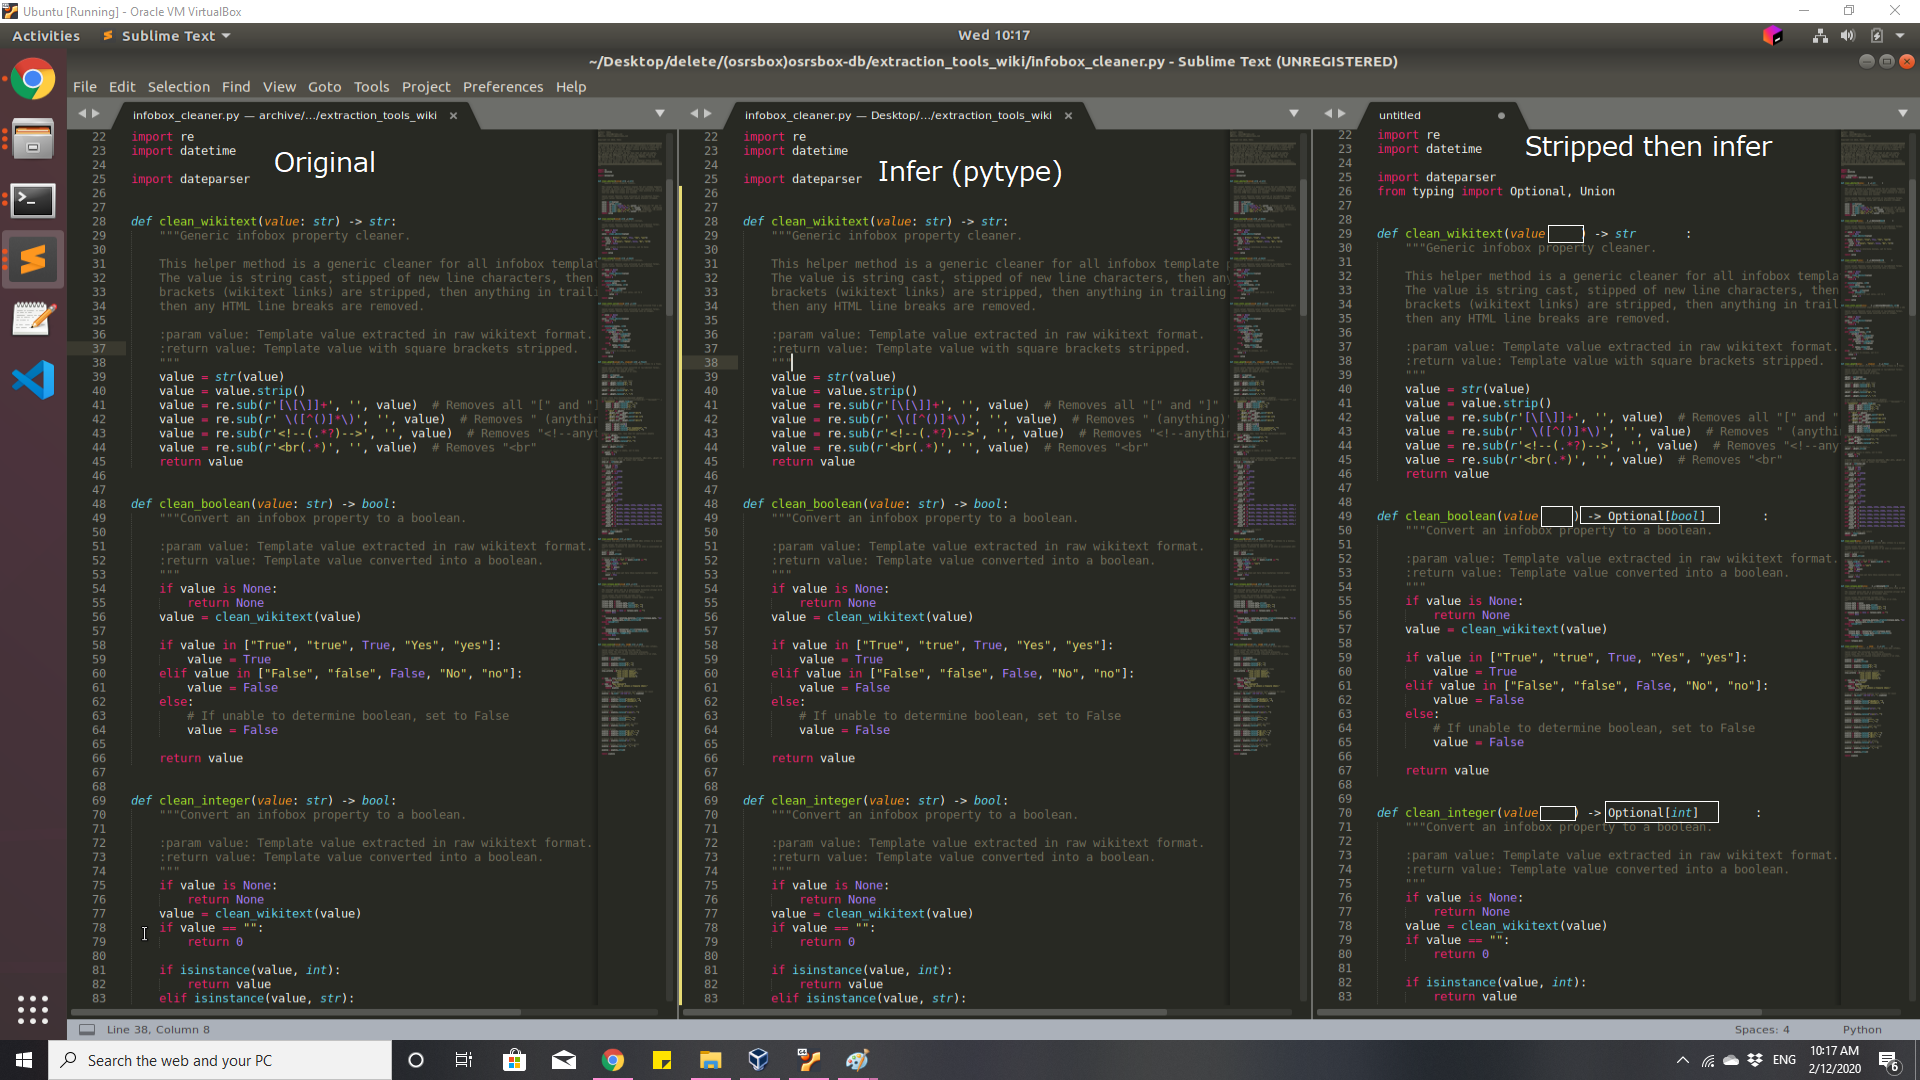 Ubuntu [Running] - Oracle VM VirtualBox
Activities
Sublime Text
Wed 10:17
~/Desktop/delete/(osrsbox)osrsbox-db/extraction_tools_wiki/infobox_cleaner.py - Sublime Text (UNREGISTERED)
File Edit Selection Find View Goto Tools Project Preferences Help
infobox_cleaner.py — archive/.../extraction_tools_wiki
22 import re
23 import datetime
24
25 import dateparser
26
27
28 def clean_wikitext(value: str) -> str:
29 """Generic infobox property cleaner.
30
31 This helper method is a generic cleaner for all infobox templat
32 The value is string cast, stipped of new line characters, then
33 brackets (wikitext links) are stripped, then anything in traili
34 then any HTML line breaks are removed.
35
36 :param value: Template value extracted in raw wikitext format.
37 :return value: Template value with square brackets stripped.
38 """
39 value = str(value)
40 value = value.strip()
41 value = re.sub(r'[\[\]]+', '', value)  # Removes all "[" and "]
42 value = re.sub(r' \([^()]*\)', '', value)  # Removes " (anythin
43 value = re.sub(r'<!--(.*?)-->', '', value)  # Removes "<!--anyth
44 value = re.sub(r'<br(.*)', '', value)  # Removes "<br"
45 return value
46
47
48 def clean_boolean(value: str) -> bool:
49 """Convert an infobox property to a boolean.
50
51 :param value: Template value extracted in raw wikitext format.
52 :return value: Template value converted into a boolean.
53 """
54 if value is None:
55 return None
56 value = clean_wikitext(value)
57
58 if value in ["True", "true", True, "Yes", "yes"]:
59 value = True
60 elif value in ["False", "false", False, "No", "no"]:
61 value = False
62 else:
63 # If unable to determine boolean, set to False
64 value = False
65
66 return value
67
68
69 def clean_integer(value: str) -> bool:
70 """Convert an infobox property to a boolean.
71
72 :param value: Template value extracted in raw wikitext format.
73 :return value: Template value converted into a boolean.
74 """
75 if value is None:
76 return None
77 value = clean_wikitext(value)
78 if value == "":
79 return 0
80
81 if isinstance(value, int):
82 return value
83 elif isinstance(value, str):
Original
infobox_cleaner.py — Desktop/.../extraction_tools_wiki
22 import re
23 import datetime
24
25 import dateparser
26
27
28 def clean_wikitext(value: str) -> str:
29 """Generic infobox property cleaner.
30
31 This helper method is a generic cleaner for all infobox template
32 The value is string cast, stipped of new line characters, then an
33 brackets (wikitext links) are stripped, then anything in trailing
34 then any HTML line breaks are removed.
35
36 :param value: Template value extracted in raw wikitext format.
37 :return value: Template value with square brackets stripped.
38 """
39 value = str(value)
40 value = value.strip()
41 value = re.sub(r'[\[\]]+', '', value)  # Removes all "[" and "]"
42 value = re.sub(r' \([^()]*\)', '', value)  # Removes " (anything)
43 value = re.sub(r'<!--(.*?)-->', '', value)  # Removes "<!--anythi
44 value = re.sub(r'<br(.*)', '', value)  # Removes "<br"
45 return value
46
47
48 def clean_boolean(value: str) -> bool:
49 """Convert an infobox property to a boolean.
50
51 :param value: Template value extracted in raw wikitext format.
52 :return value: Template value converted into a boolean.
53 """
54 if value is None:
55 return None
56 value = clean_wikitext(value)
57
58 if value in ["True", "true", True, "Yes", "yes"]:
59 value = True
60 elif value in ["False", "false", False, "No", "no"]:
61 value = False
62 else:
63 # If unable to determine boolean, set to False
64 value = False
65
66 return value
67
68
69 def clean_integer(value: str) -> bool:
70 """Convert an infobox property to a boolean.
71
72 :param value: Template value extracted in raw wikitext format.
73 :return value: Template value converted into a boolean.
74 """
75 if value is None:
76 return None
77 value = clean_wikitext(value)
78 if value == "":
79 return 0
80
81 if isinstance(value, int):
82 return value
83 elif isinstance(value, str):
Infer (pytype)
untitled
22 import re
23 import datetime
24
25 import dateparser
26 from typing import Optional, Union
27
28
29 def clean_wikitext(value ) -> str :
30 """Generic infobox property cleaner.
31
32 This helper method is a generic cleaner for all infobox templa
33 The value is string cast, stipped of new line characters, then
34 brackets (wikitext links) are stripped, then anything in trail
35 then any HTML line breaks are removed.
36
37 :param value: Template value extracted in raw wikitext format.
38 :return value: Template value with square brackets stripped.
39 """
40 value = str(value)
41 value = value.strip()
42 value = re.sub(r'[\[\]]+', '', value)  # Removes all "[" and "
43 value = re.sub(r' \([^()]*\)', '', value)  # Removes " (anythi
44 value = re.sub(r'<!--(.*?)-->', '', value)  # Removes "<!--any
45 value = re.sub(r'<br(.*)', '', value)  # Removes "<br"
46 return value
47
48
49 def clean_boolean(value ) -> Optional[bool] :
50 """Convert an infobox property to a boolean.
51
52 :param value: Template value extracted in raw wikitext format.
53 :return value: Template value converted into a boolean.
54 """
55 if value is None:
56 return None
57 value = clean_wikitext(value)
58
59 if value in ["True", "true", True, "Yes", "yes"]:
60 value = True
61 elif value in ["False", "false", False, "No", "no"]:
62 value = False
63 else:
64 # If unable to determine boolean, set to False
65 value = False
66
67 return value
68
69
70 def clean_integer(value ) -> Optional[int] :
71 """Convert an infobox property to a boolean.
72
73 :param value: Template value extracted in raw wikitext format.
74 :return value: Template value converted into a boolean.
75 """
76 if value is None:
77 return None
78 value = clean_wikitext(value)
79 if value == "":
80 return 0
81
82 if isinstance(value, int):
83 return value
Stripped then infer
Line 38, Column 8
Spaces: 4
Python
Search the web and your PC
ENG
10:17 AM
2/12/2020
6